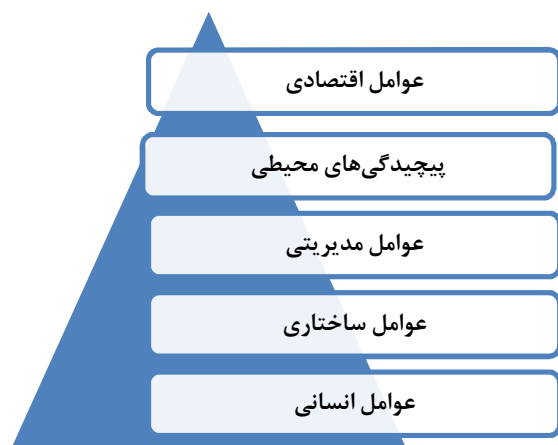 عوامل اقتصادی
پیچیدگی‌های محیطی
عوامل مدیریتی
عوامل ساختاری
عوامل انسانی